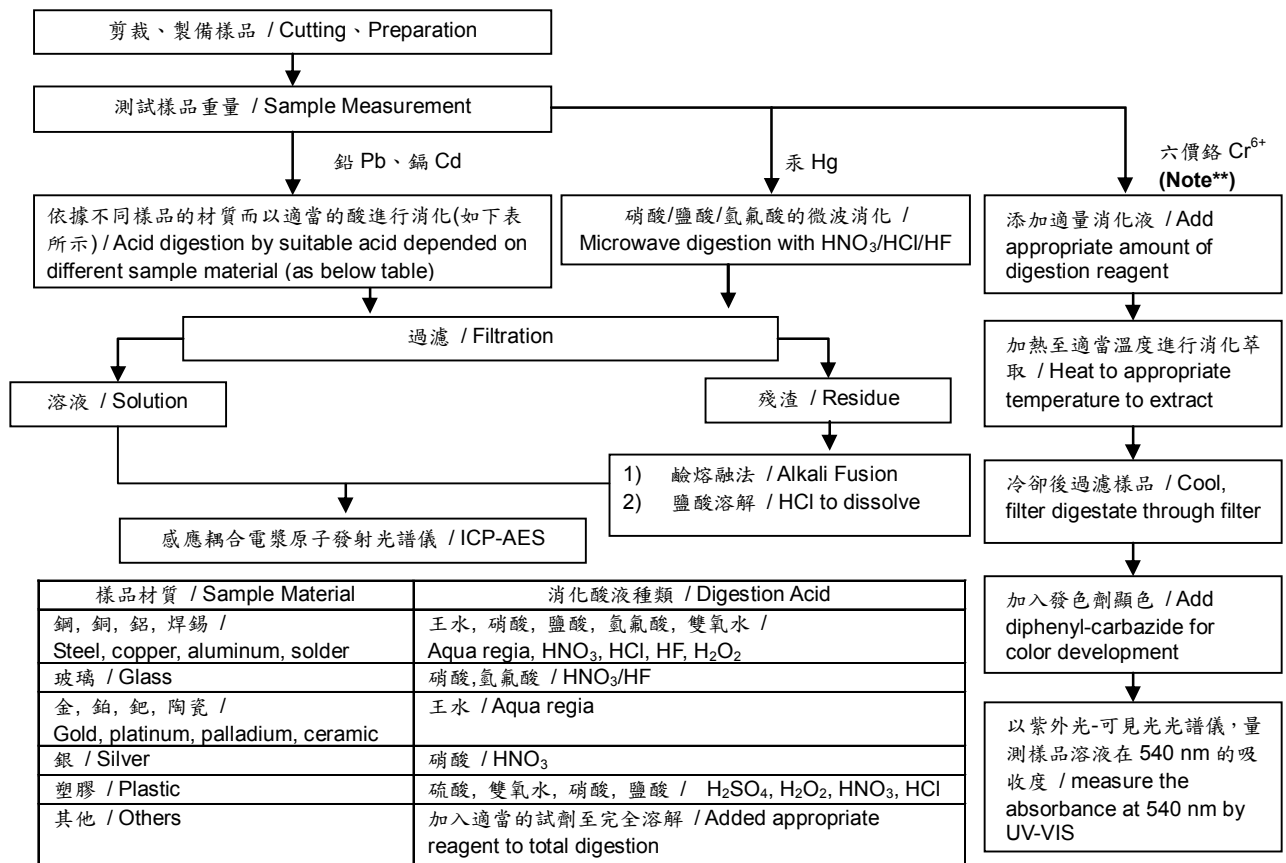 剪裁、製備樣品 / Cutting、Preparation
測試樣品重量 / Sample Measurement
鉛 Pb、鎘 Cd
汞 Hg
六價鉻 Cr⁶⁺
(Note**)
依據不同樣品的材質而以適當的酸進行消化(如下表
所示) / Acid digestion by suitable acid depended on
different sample material (as below table)
硝酸/鹽酸/氫氟酸的微波消化 /
Microwave digestion with HNO₃/HCl/HF
添加適量消化液 / Add
appropriate amount of
digestion reagent
過濾 / Filtration
加熱至適當溫度進行消化萃
取 / Heat to appropriate
temperature to extract
溶液 / Solution
殘渣 / Residue
1) 鹼熔融法 / Alkali Fusion
2) 鹽酸溶解 / HCl to dissolve
冷卻後過濾樣品 / Cool,
filter digestate through filter
感應耦合電漿原子發射光譜儀 / ICP-AES
加入發色劑顯色 / Add
diphenyl-carbazide for
color development
以紫外光-可見光光譜儀，量
測樣品溶液在 540 nm 的吸
收度 / measure the
absorbance at 540 nm by
UV-VIS
樣品材質 / Sample Material
消化酸液種類 / Digestion Acid
鋼, 銅, 鋁, 焊錫 /
Steel, copper, aluminum, solder
王水, 硝酸, 鹽酸, 氫氟酸, 雙氧水 /
Aqua regia, HNO₃, HCl, HF, H₂O₂
玻璃 / Glass
硝酸,氫氟酸 / HNO₃/HF
金, 鉑, 鈀, 陶瓷 /
Gold, platinum, palladium, ceramic
王水 / Aqua regia
銀 / Silver
硝酸 / HNO₃
塑膠 / Plastic
硫酸, 雙氧水, 硝酸, 鹽酸 / H₂SO₄, H₂O₂, HNO₃, HCl
其他 / Others
加入適當的試劑至完全溶解 / Added appropriate
reagent to total digestion